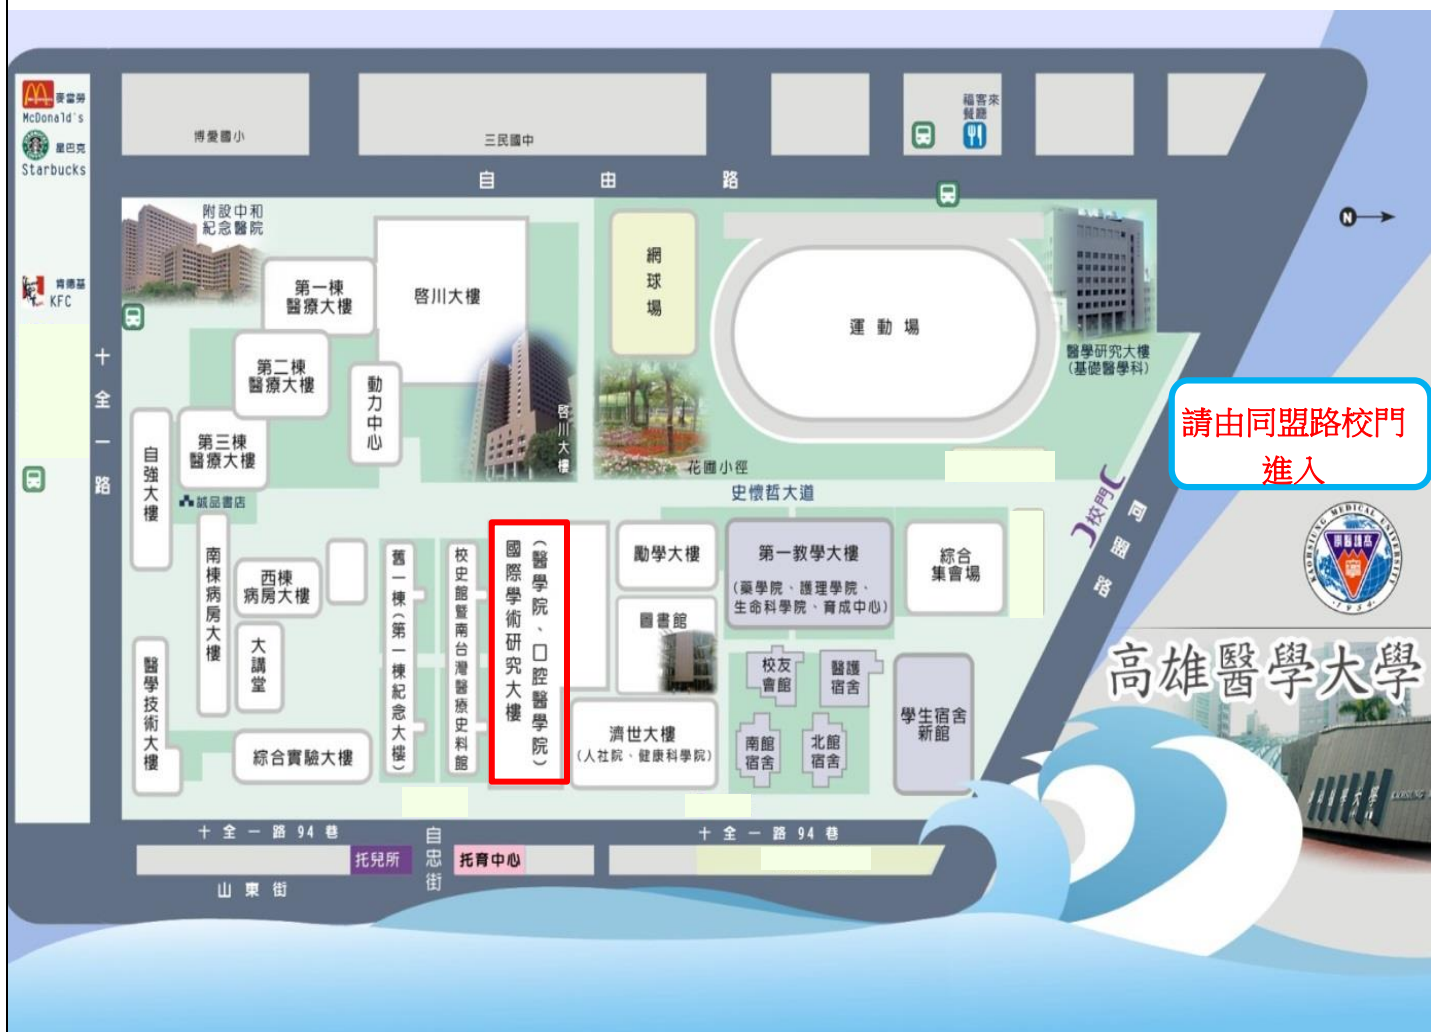 麥當勞
McDonald's
星巴克
Starbucks
肯德基
KFC
博愛國小
三民國中
福客來
餐廳
自由路
N
附設中和
紀念醫院
第一棟
醫療大樓
啓川大樓
網球場
運動場
醫學研究大樓
(基礎醫學科)
第二棟
醫療大樓
動力中心
啓川大樓
十全一路
請由同盟路校門
進入
第三棟
醫療大樓
自強大樓
花圃小徑
史懷哲大道
誠品書店
校門
同盟路
南棟病房大樓
西棟
病房大樓
舊一棟(第一棟紀念大樓)
校史館暨南台灣醫療史料館
國際學術研究大樓
(醫學院、口腔醫學院)
勵學大樓
第一教學大樓
(藥學院、護理學院、
生命科學院、育成中心)
綜合
集會場
KAOHSIUNG MEDICAL UNIVERSITY
1954
圖書館
大講堂
醫學技術大樓
校友
會館
醫護
宿舍
高雄醫學大學
學生宿舍
新館
濟世大樓
(人社院、健康科學院)
南館
宿舍
北館
宿舍
綜合實驗大樓
十全一路94巷
自忠街
十全一路94巷
托兒所
托育中心
山東街